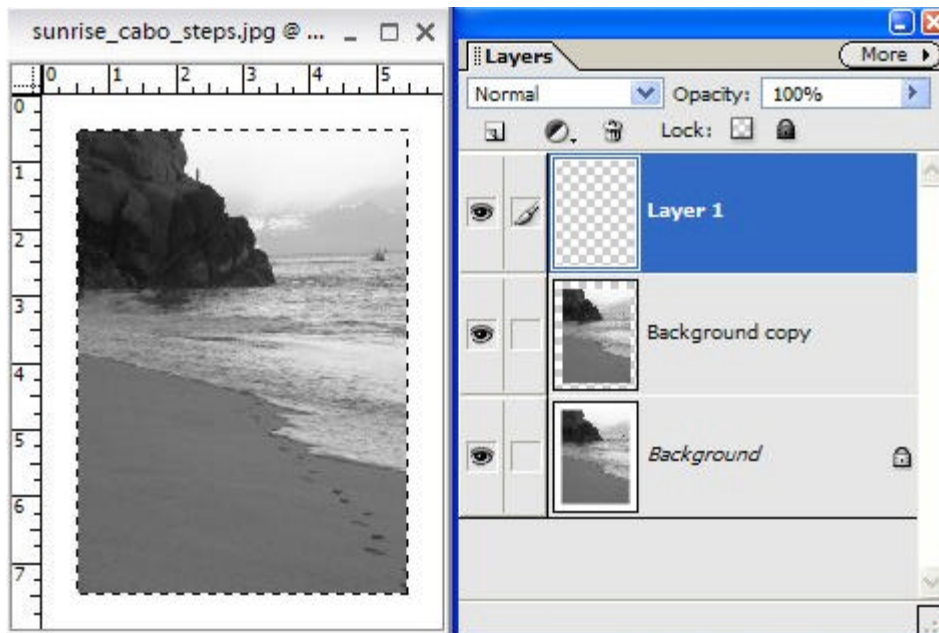 sunrise_cabo_steps.jpg @ ...
0 1 2 3 4 5
0
1
2
3
4
5
6
7
Layers
More
Normal
Opacity: 100%
Lock:
Layer 1
Background copy
Background